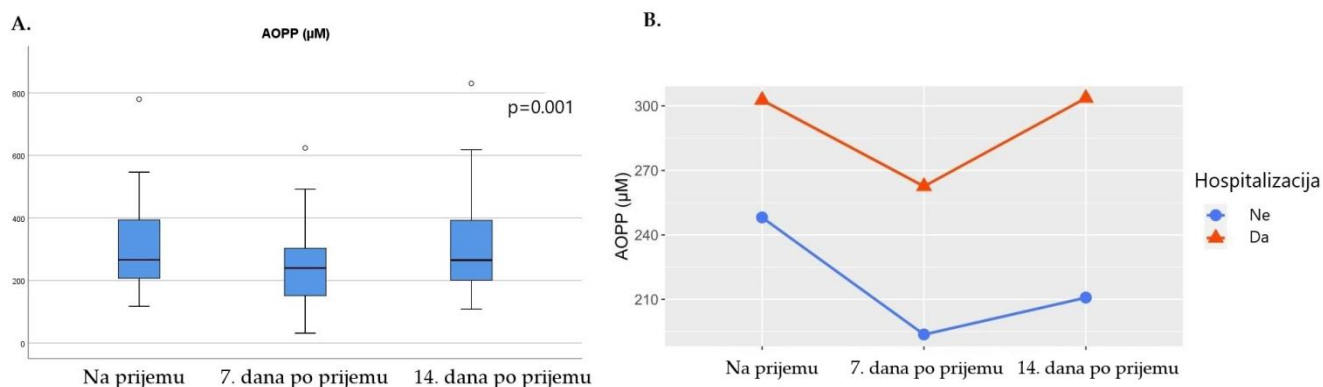 A.
AOPP (µM)
800
600
400
200
0
p=0.001
Na prijemu
7. dana po prijemu
14. dana po prijemu
B.
AOPP (µM)
300
270
240
210
Na prijemu
7. dana po prijemu
14. dana po prijemu
Hospitalizacija
Ne
Da